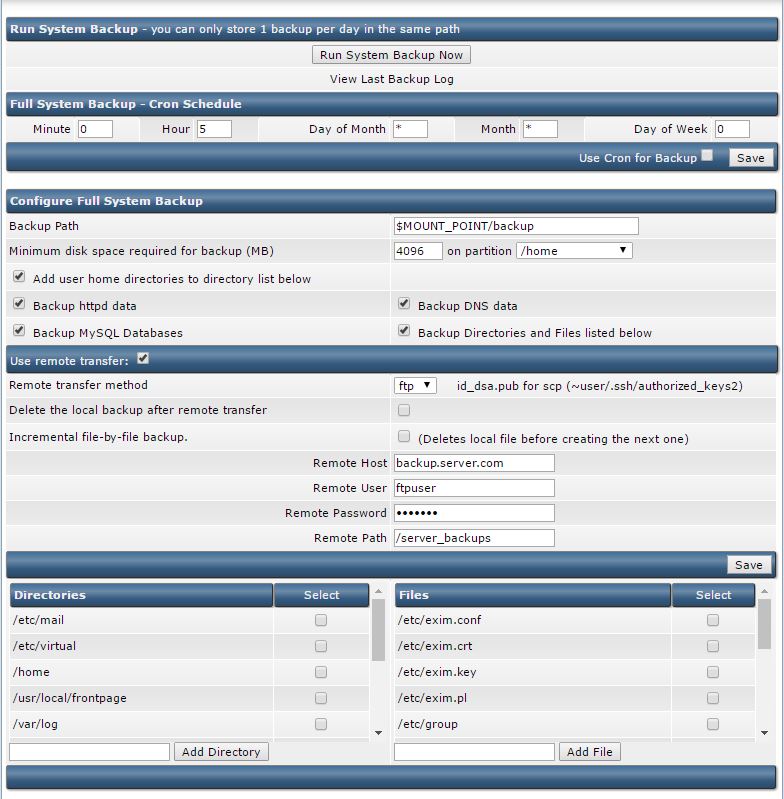 Run System Backup - you can only store 1 backup per day in the same path
Run System Backup Now
View Last Backup Log
Full System Backup - Cron Schedule
Minute 0 Hour 5 Day of Month * Month * Day of Week 0
Use Cron for Backup Save
Configure Full System Backup
Backup Path $MOUNT_POINT/backup
Minimum disk space required for backup (MB) 4096 on partition /home
Add user home directories to directory list below
Backup httpd data Backup DNS data
Backup MySQL Databases Backup Directories and Files listed below
Use remote transfer:
Remote transfer method ftp id_dsa.pub for scp (~user/.ssh/authorized_keys2)
Delete the local backup after remote transfer
Incremental file-by-file backup. (Deletes local file before creating the next one)
Remote Host backup.server.com
Remote User ftpuser
Remote Password •••••••
Remote Path /server_backups
Save
Directories Select Files Select
/etc/mail /etc/exim.conf
/etc/virtual /etc/exim.crt
/home /etc/exim.key
/usr/local/frontpage /etc/exim.pl
/var/log /etc/group
Add Directory Add File